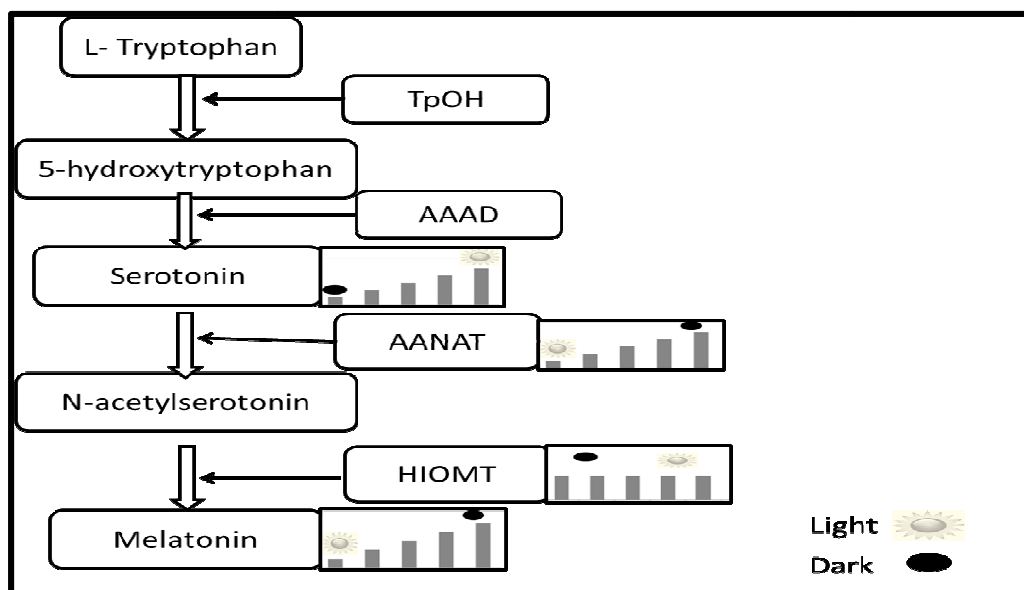 L- Tryptophan
TpOH
5-hydroxytryptophan
AAAD
Serotonin
AANAT
N-acetylserotonin
HIOMT
Melatonin
Light
Dark